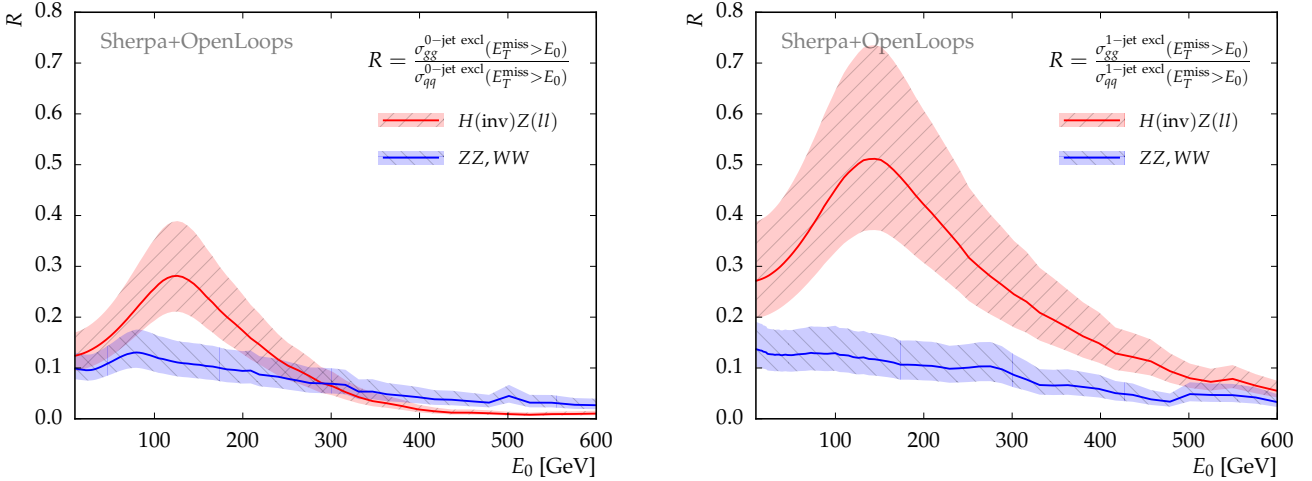 R
Sherpa+OpenLoops
R = σ_gg^{0−jet excl}(E_T^miss>E_0) / σ_qq^{0−jet excl}(E_T^miss>E_0)
H(inv)Z(ll)
ZZ, WW
0.8
0.7
0.6
0.5
0.4
0.3
0.2
0.1
0.0
100 200 300 400 500 600
E_0 [GeV]
R
Sherpa+OpenLoops
R = σ_gg^{1−jet excl}(E_T^miss>E_0) / σ_qq^{1−jet excl}(E_T^miss>E_0)
H(inv)Z(ll)
ZZ, WW
0.8
0.7
0.6
0.5
0.4
0.3
0.2
0.1
0.0
100 200 300 400 500 600
E_0 [GeV]